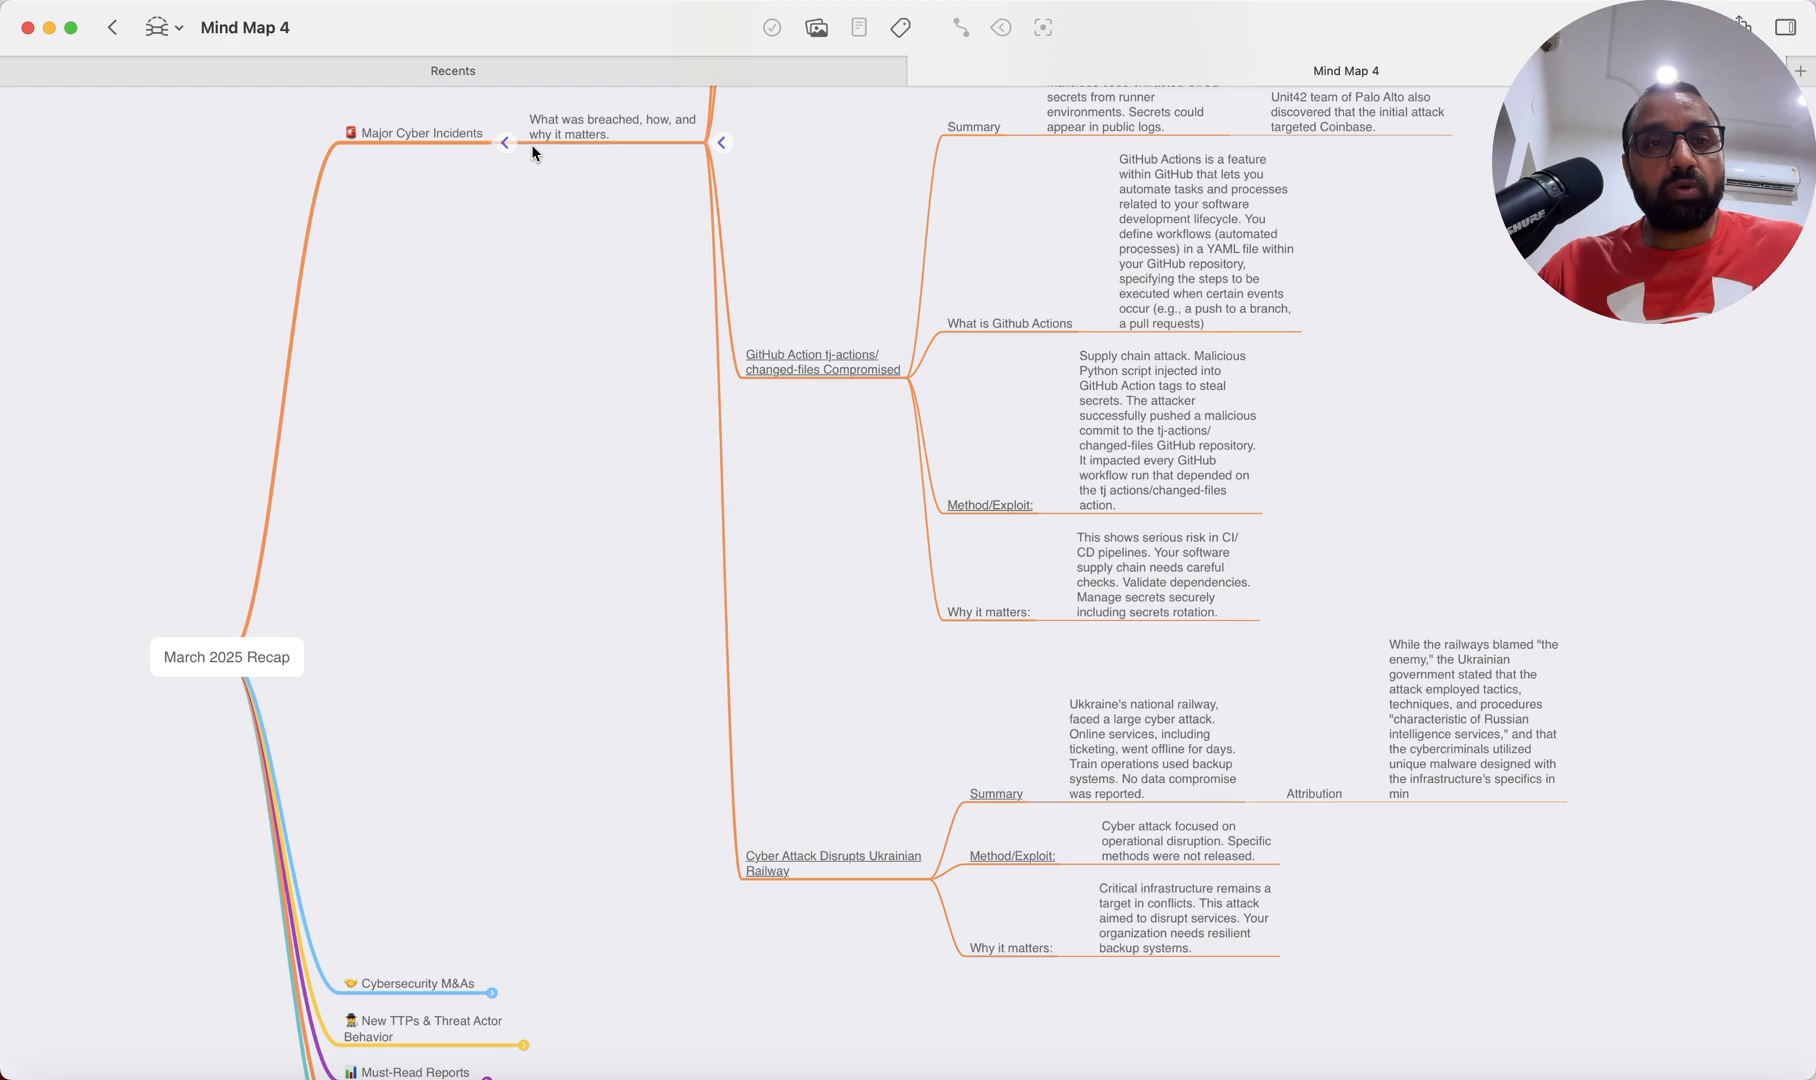 Mind Map 4
Recents
Mind Map 4
🚨 Major Cyber Incidents
What was breached, how, and
why it matters.
secrets from runner
environments. Secrets could
appear in public logs.
Summary
Unit42 team of Palo Alto also
discovered that the initial attack
targeted Coinbase.
GitHub Actions is a feature
within GitHub that lets you
automate tasks and processes
related to your software
development lifecycle. You
define workflows (automated
processes) in a YAML file within
your GitHub repository,
specifying the steps to be
executed when certain events
occur (e.g., a push to a branch,
a pull requests)
What is Github Actions
GitHub Action tj-actions/
changed-files Compromised
Supply chain attack. Malicious
Python script injected into
GitHub Action tags to steal
secrets. The attacker
successfully pushed a malicious
commit to the tj-actions/
changed-files GitHub repository.
It impacted every GitHub
workflow run that depended on
the tj actions/changed-files
action.
Method/Exploit:
This shows serious risk in CI/
CD pipelines. Your software
supply chain needs careful
checks. Validate dependencies.
Manage secrets securely
including secrets rotation.
Why it matters:
March 2025 Recap
Ukkraine's national railway,
faced a large cyber attack.
Online services, including
ticketing, went offline for days.
Train operations used backup
systems. No data compromise
was reported.
Summary
Attribution
While the railways blamed "the
enemy," the Ukrainian
government stated that the
attack employed tactics,
techniques, and procedures
"characteristic of Russian
intelligence services," and that
the cybercriminals utilized
unique malware designed with
the infrastructure's specifics in
min
Cyber Attack Disrupts Ukrainian
Railway
Cyber attack focused on
operational disruption. Specific
methods were not released.
Method/Exploit:
Critical infrastructure remains a
target in conflicts. This attack
aimed to disrupt services. Your
organization needs resilient
backup systems.
Why it matters:
🤝 Cybersecurity M&As
🕵 New TTPs & Threat Actor
Behavior
📊 Must-Read Reports
SHURE